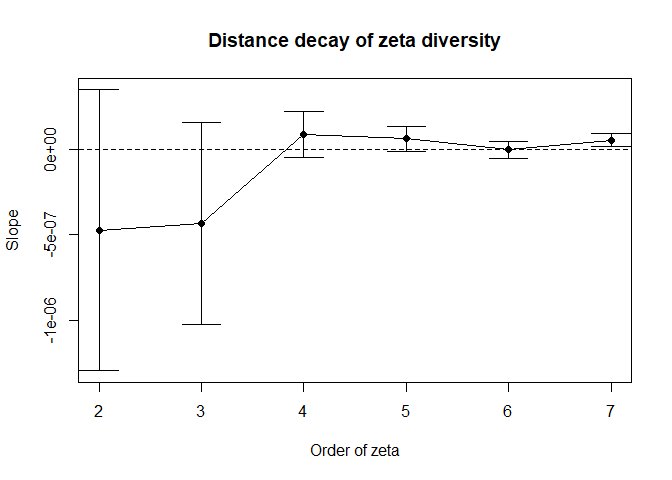 Distance decay of zeta diversity
Slope
0e+00
-5e-07
-1e-06
2 3 4 5 6 7
Order of zeta